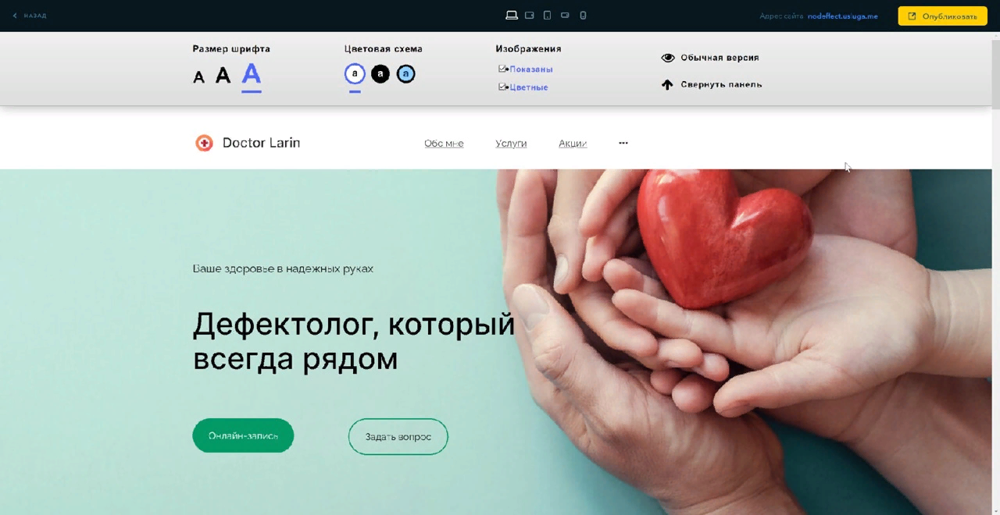 НАЗАД
Адрес сайта nodeffect.usluga.me
Опубликовать
Размер шрифта
Цветовая схема
Изображения
A A A
a a a
Показаны
Цветные
Обычная версия
Свернуть панель
Doctor Larin
Обо мне
Услуги
Акции
•••
Ваше здоровье в надежных руках
Дефектолог, который
всегда рядом
Онлайн-запись
Задать вопрос